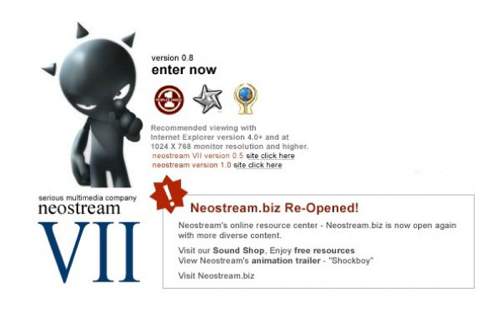 version 0.8
enter now
Recommended viewing with
Internet Explorer version 4.0+ and at
1024 X 768 monitor resolution and higher.
neostream VII version 0.5 site click here
neostream version 1.0 site click here
serious multimedia company
neostream
VII
!
Neostream.biz Re-Opened!
Neostream's online resource center - Neostream.biz is now open again
with more diverse content.
Visit our Sound Shop, Enjoy free resources
View Neostream's animation trailer - "Shockboy"
Visit Neostream.biz